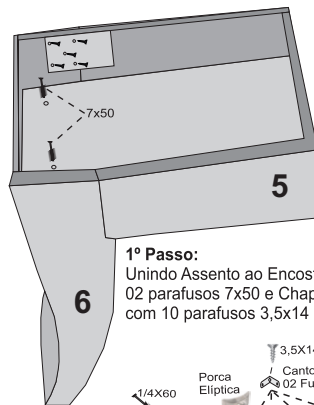 7x50
5
6
1º Passo:
Unindo Assento ao Encos
02 parafusos 7x50 e Chap
com 10 parafusos 3,5x14
3,5X14
Canto
02 Fu
Porca
Elíptica
1/4X60